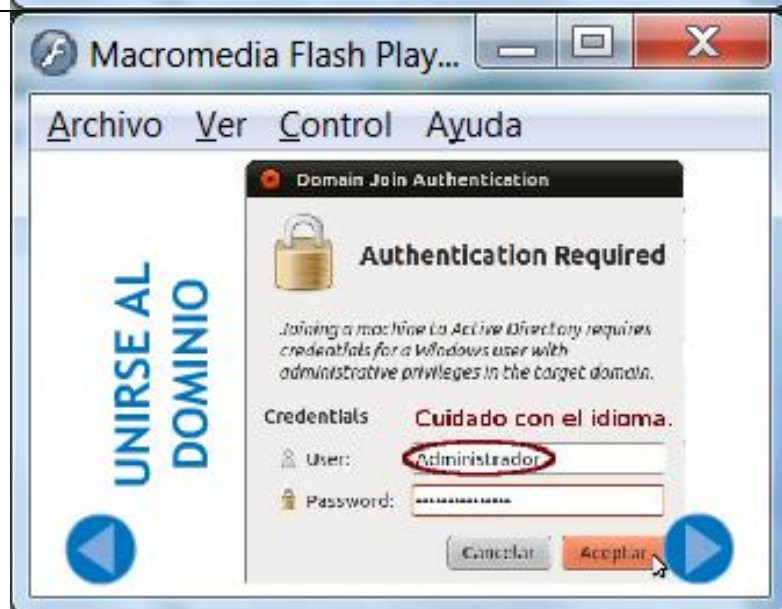 Macromedia Flash Play...
Archivo Ver Control Ayuda
UNIRSE AL
DOMINIO
Domain Join Authentication
Authentication Required
Joining a machine to Active Directory requires
credentials for a Windows user with
administrative privileges in the target domain.
Credentials Cuidado con el idioma.
User: Administrador
Password:
Cancelar Aceptar